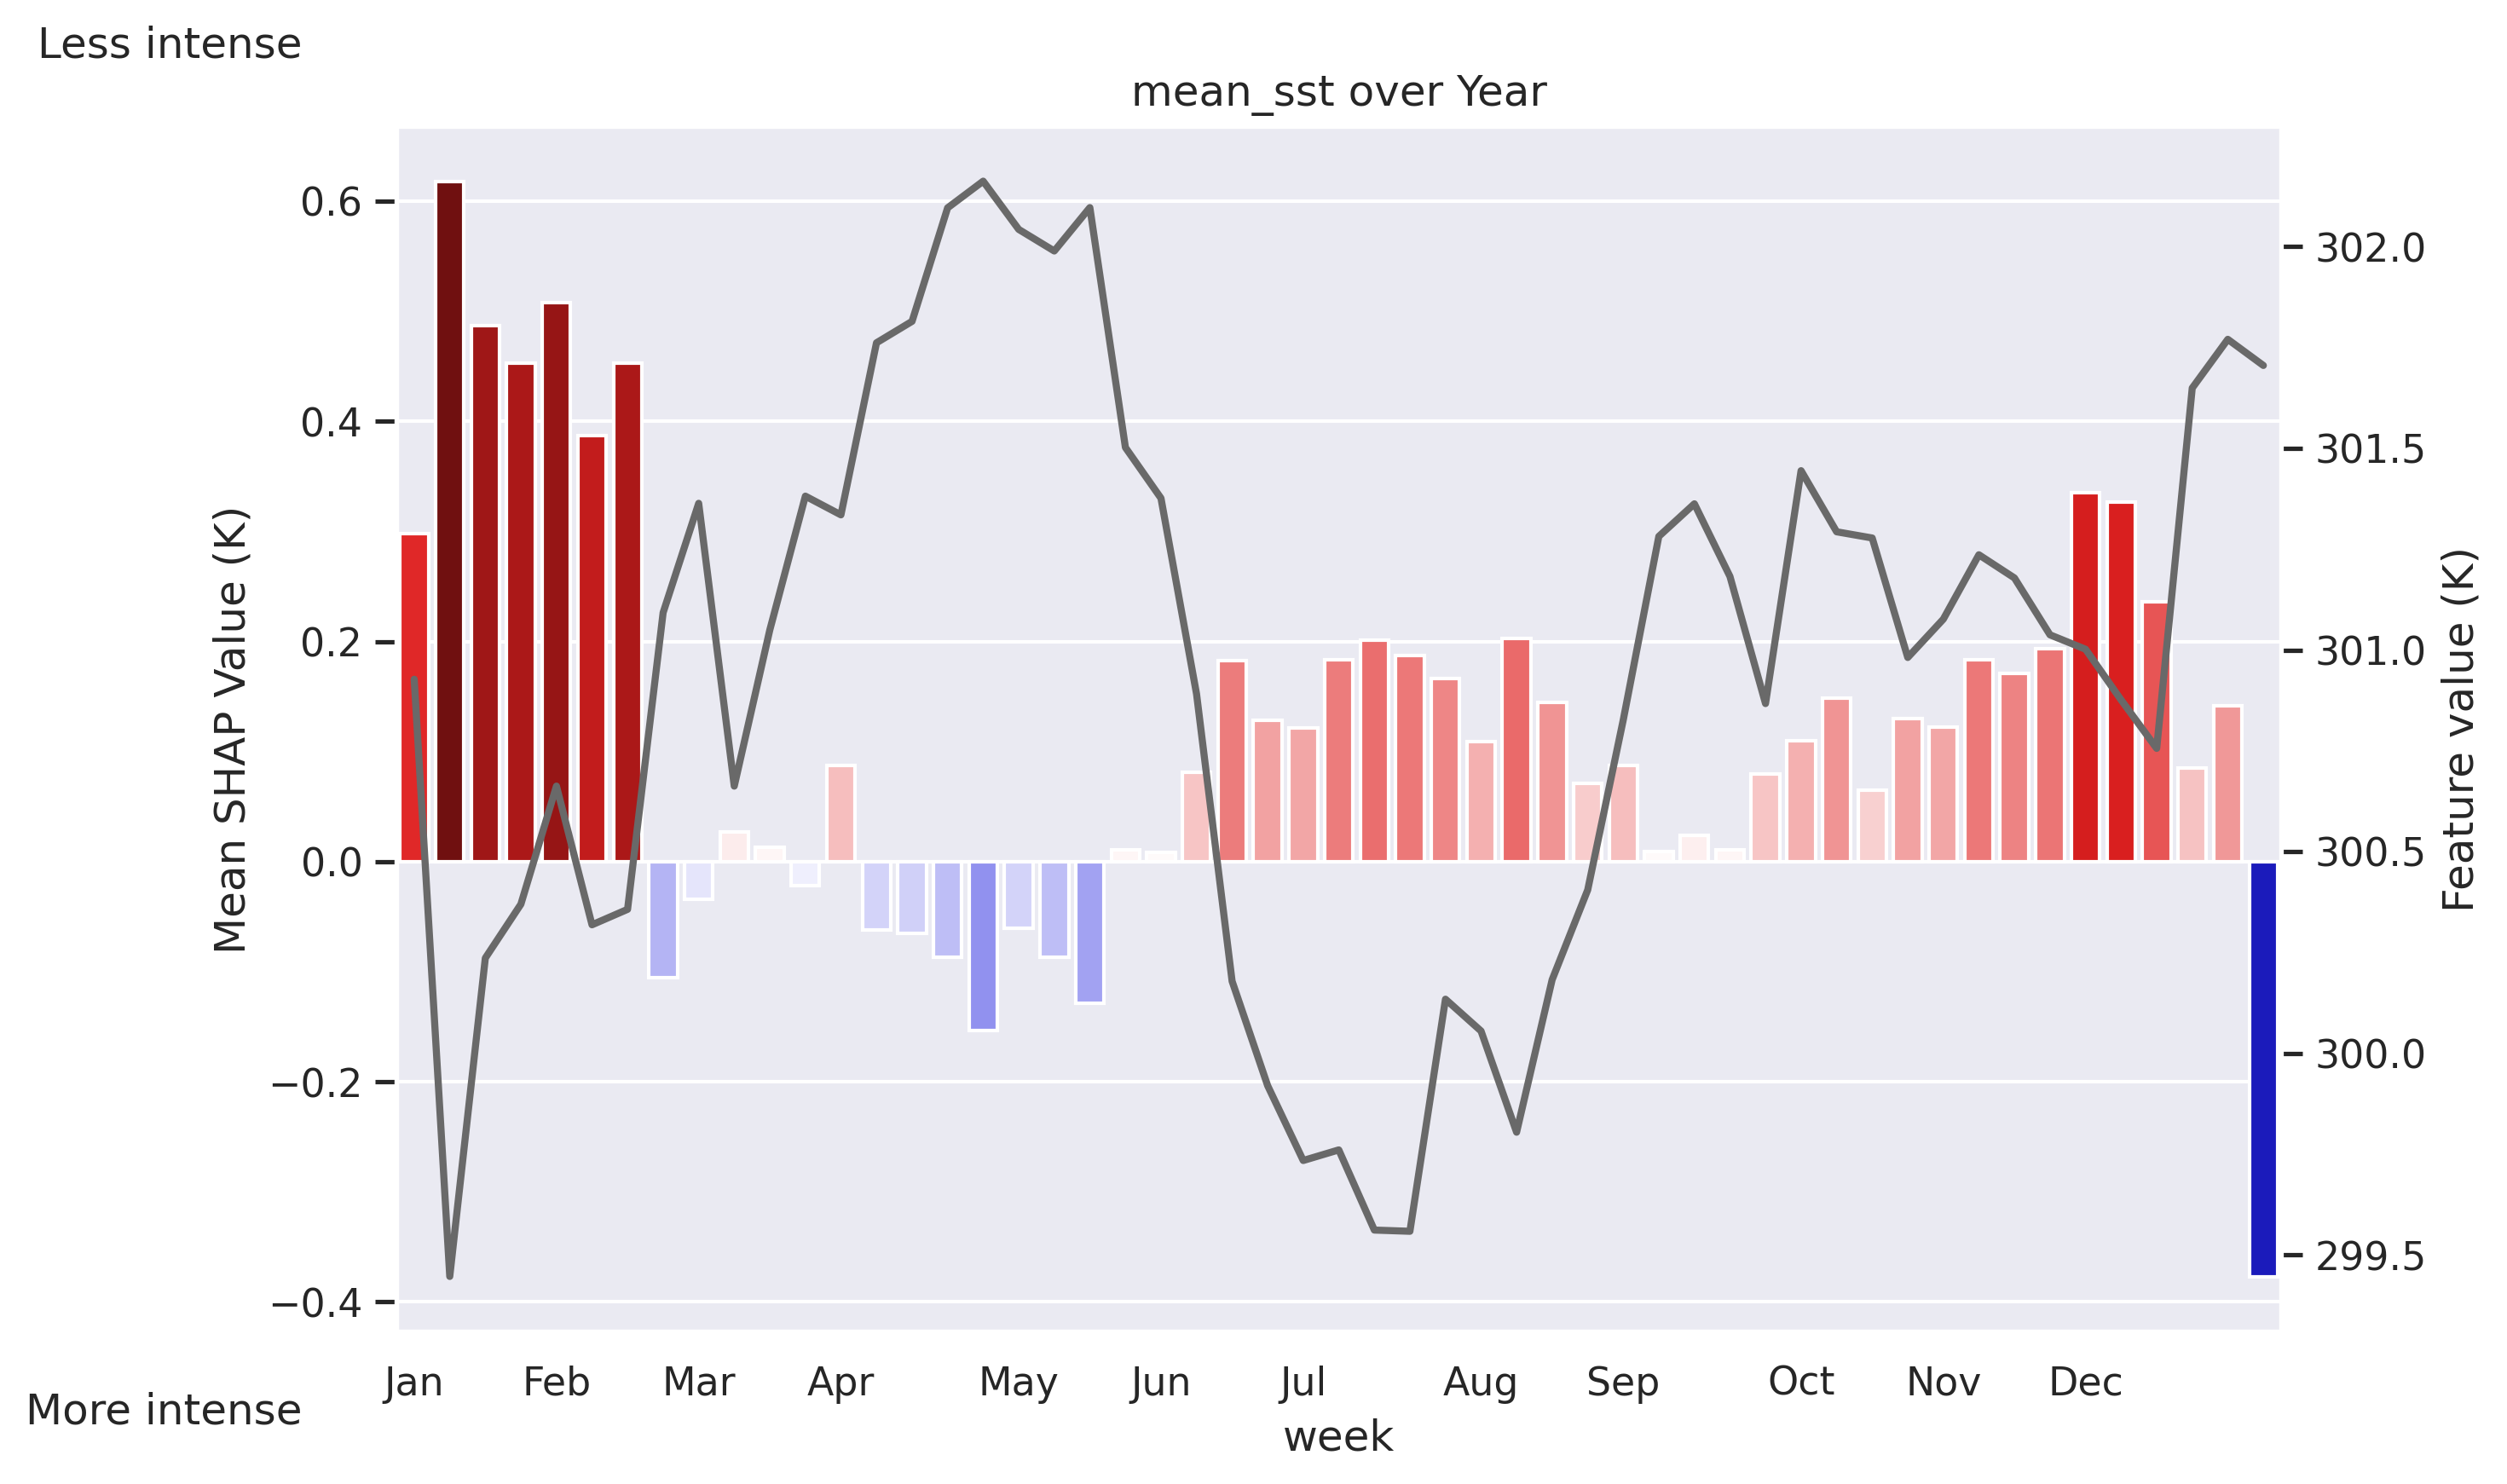 Less intense
mean_sst over Year
0.6
0.4
0.2
0.0
−0.2
−0.4
Mean SHAP Value (K)
302.0
301.5
301.0
300.5
300.0
299.5
Feature value (K)
Jan Feb Mar Apr May Jun Jul Aug Sep Oct Nov Dec
More intense
week